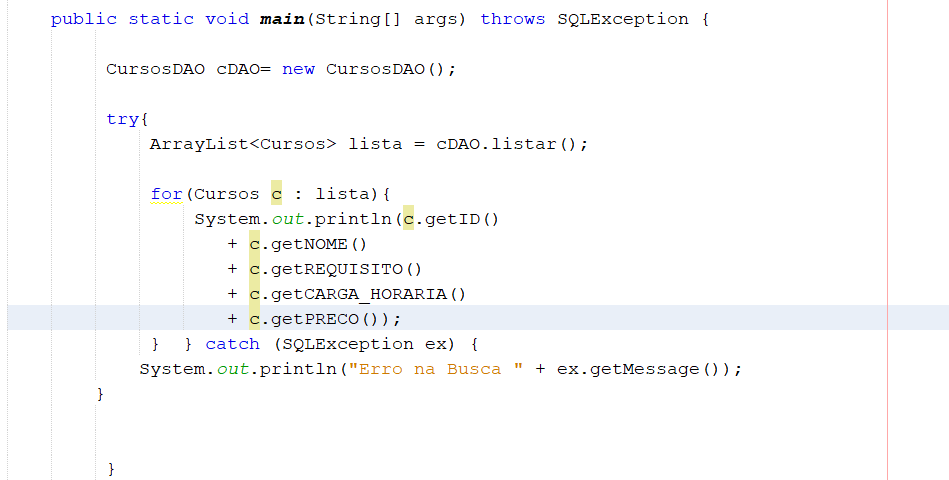 public static void main(String[] args) throws SQLException {
CursosDAO cDAO= new CursosDAO();
try{
ArrayList<Cursos> lista = cDAO.listar();
for(Cursos c : lista){
System.out.println(c.getID()
+ c.getNOME()
+ c.getREQUISITO()
+ c.getCARGA_HORARIA()
+ c.getPRECO());
}  } catch (SQLException ex) {
System.out.println("Erro na Busca " + ex.getMessage());
}
}